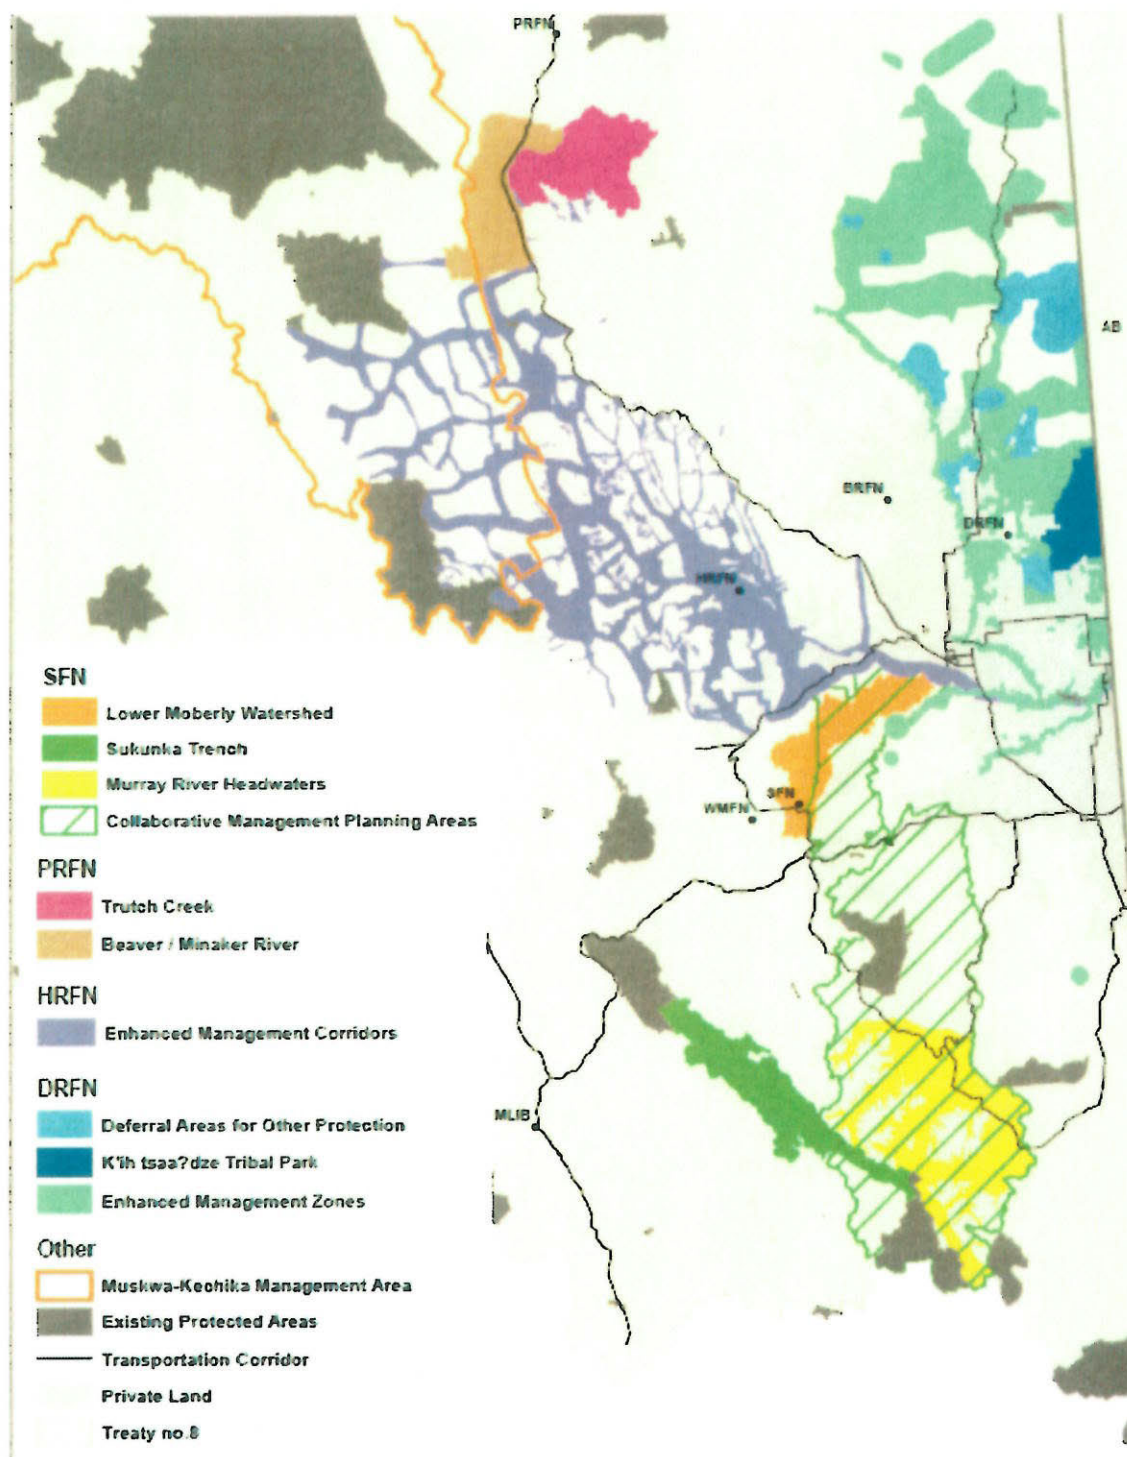 PRFN
AB
BRFN
DRFN
HRFN
SFN
WMFN
MLIB
SFN
Lower Moberly Watershed
Sukunka Trench
Murray River Headwaters
Collaborative Management Planning Areas
PRFN
Trutch Creek
Beaver / Minaker River
HRFN
Enhanced Management Corridors
DRFN
Deferral Areas for Other Protection
K'ih tsaa?dze Tribal Park
Enhanced Management Zones
Other
Muskwa-Kechika Management Area
Existing Protected Areas
Transportation Corridor
Private Land
Treaty no.8